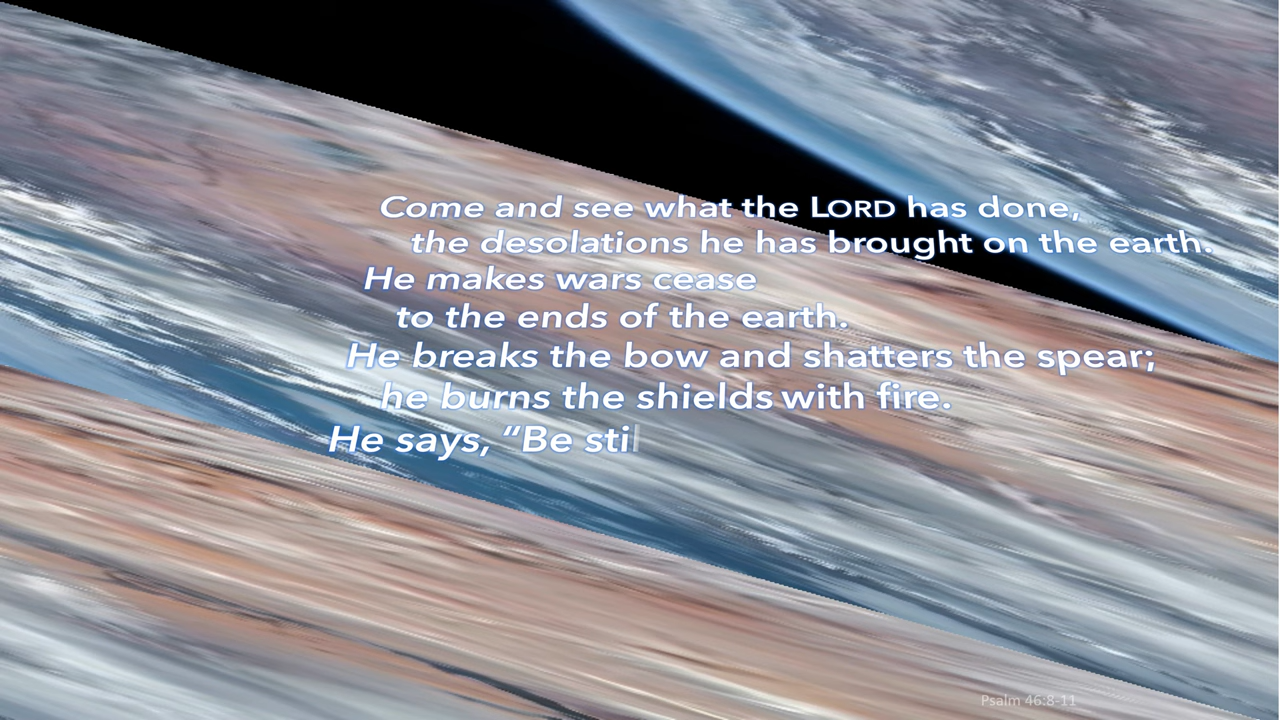 Come and see what the LORD has done,
the desolations he has brought on the earth.
He makes wars cease
to the ends of the earth.
He breaks the bow and shatters the spear;
he burns the shields with fire.
He says, “Be stil
Psalm 46:8-11